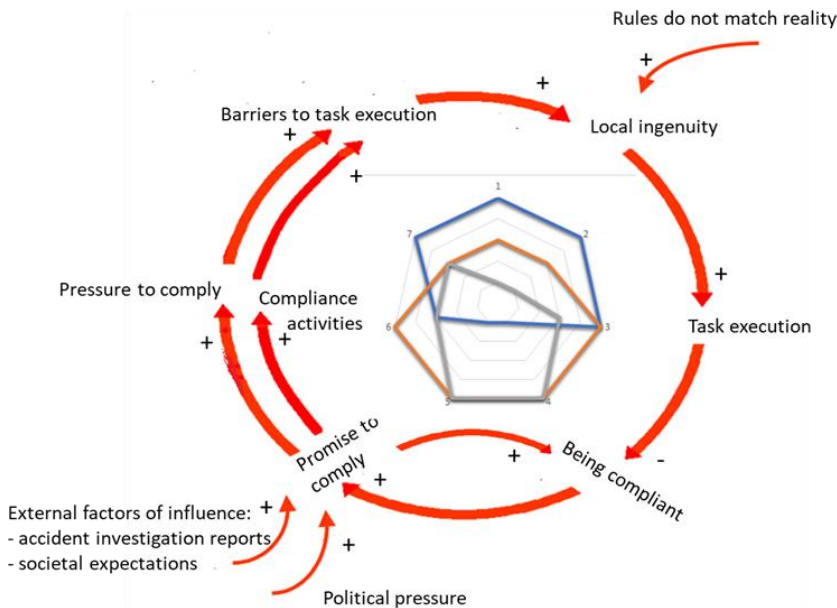 Rules do not match reality
+
+
Barriers to task execution
Local ingenuity
+
+
1
7
2
+
Pressure to comply
Compliance
activities
Task execution
+
+
6
3
5
4
Promise to
comply
+
-
Being compliant
+
External factors of influence:
- accident investigation reports
- societal expectations
+
+
Political pressure